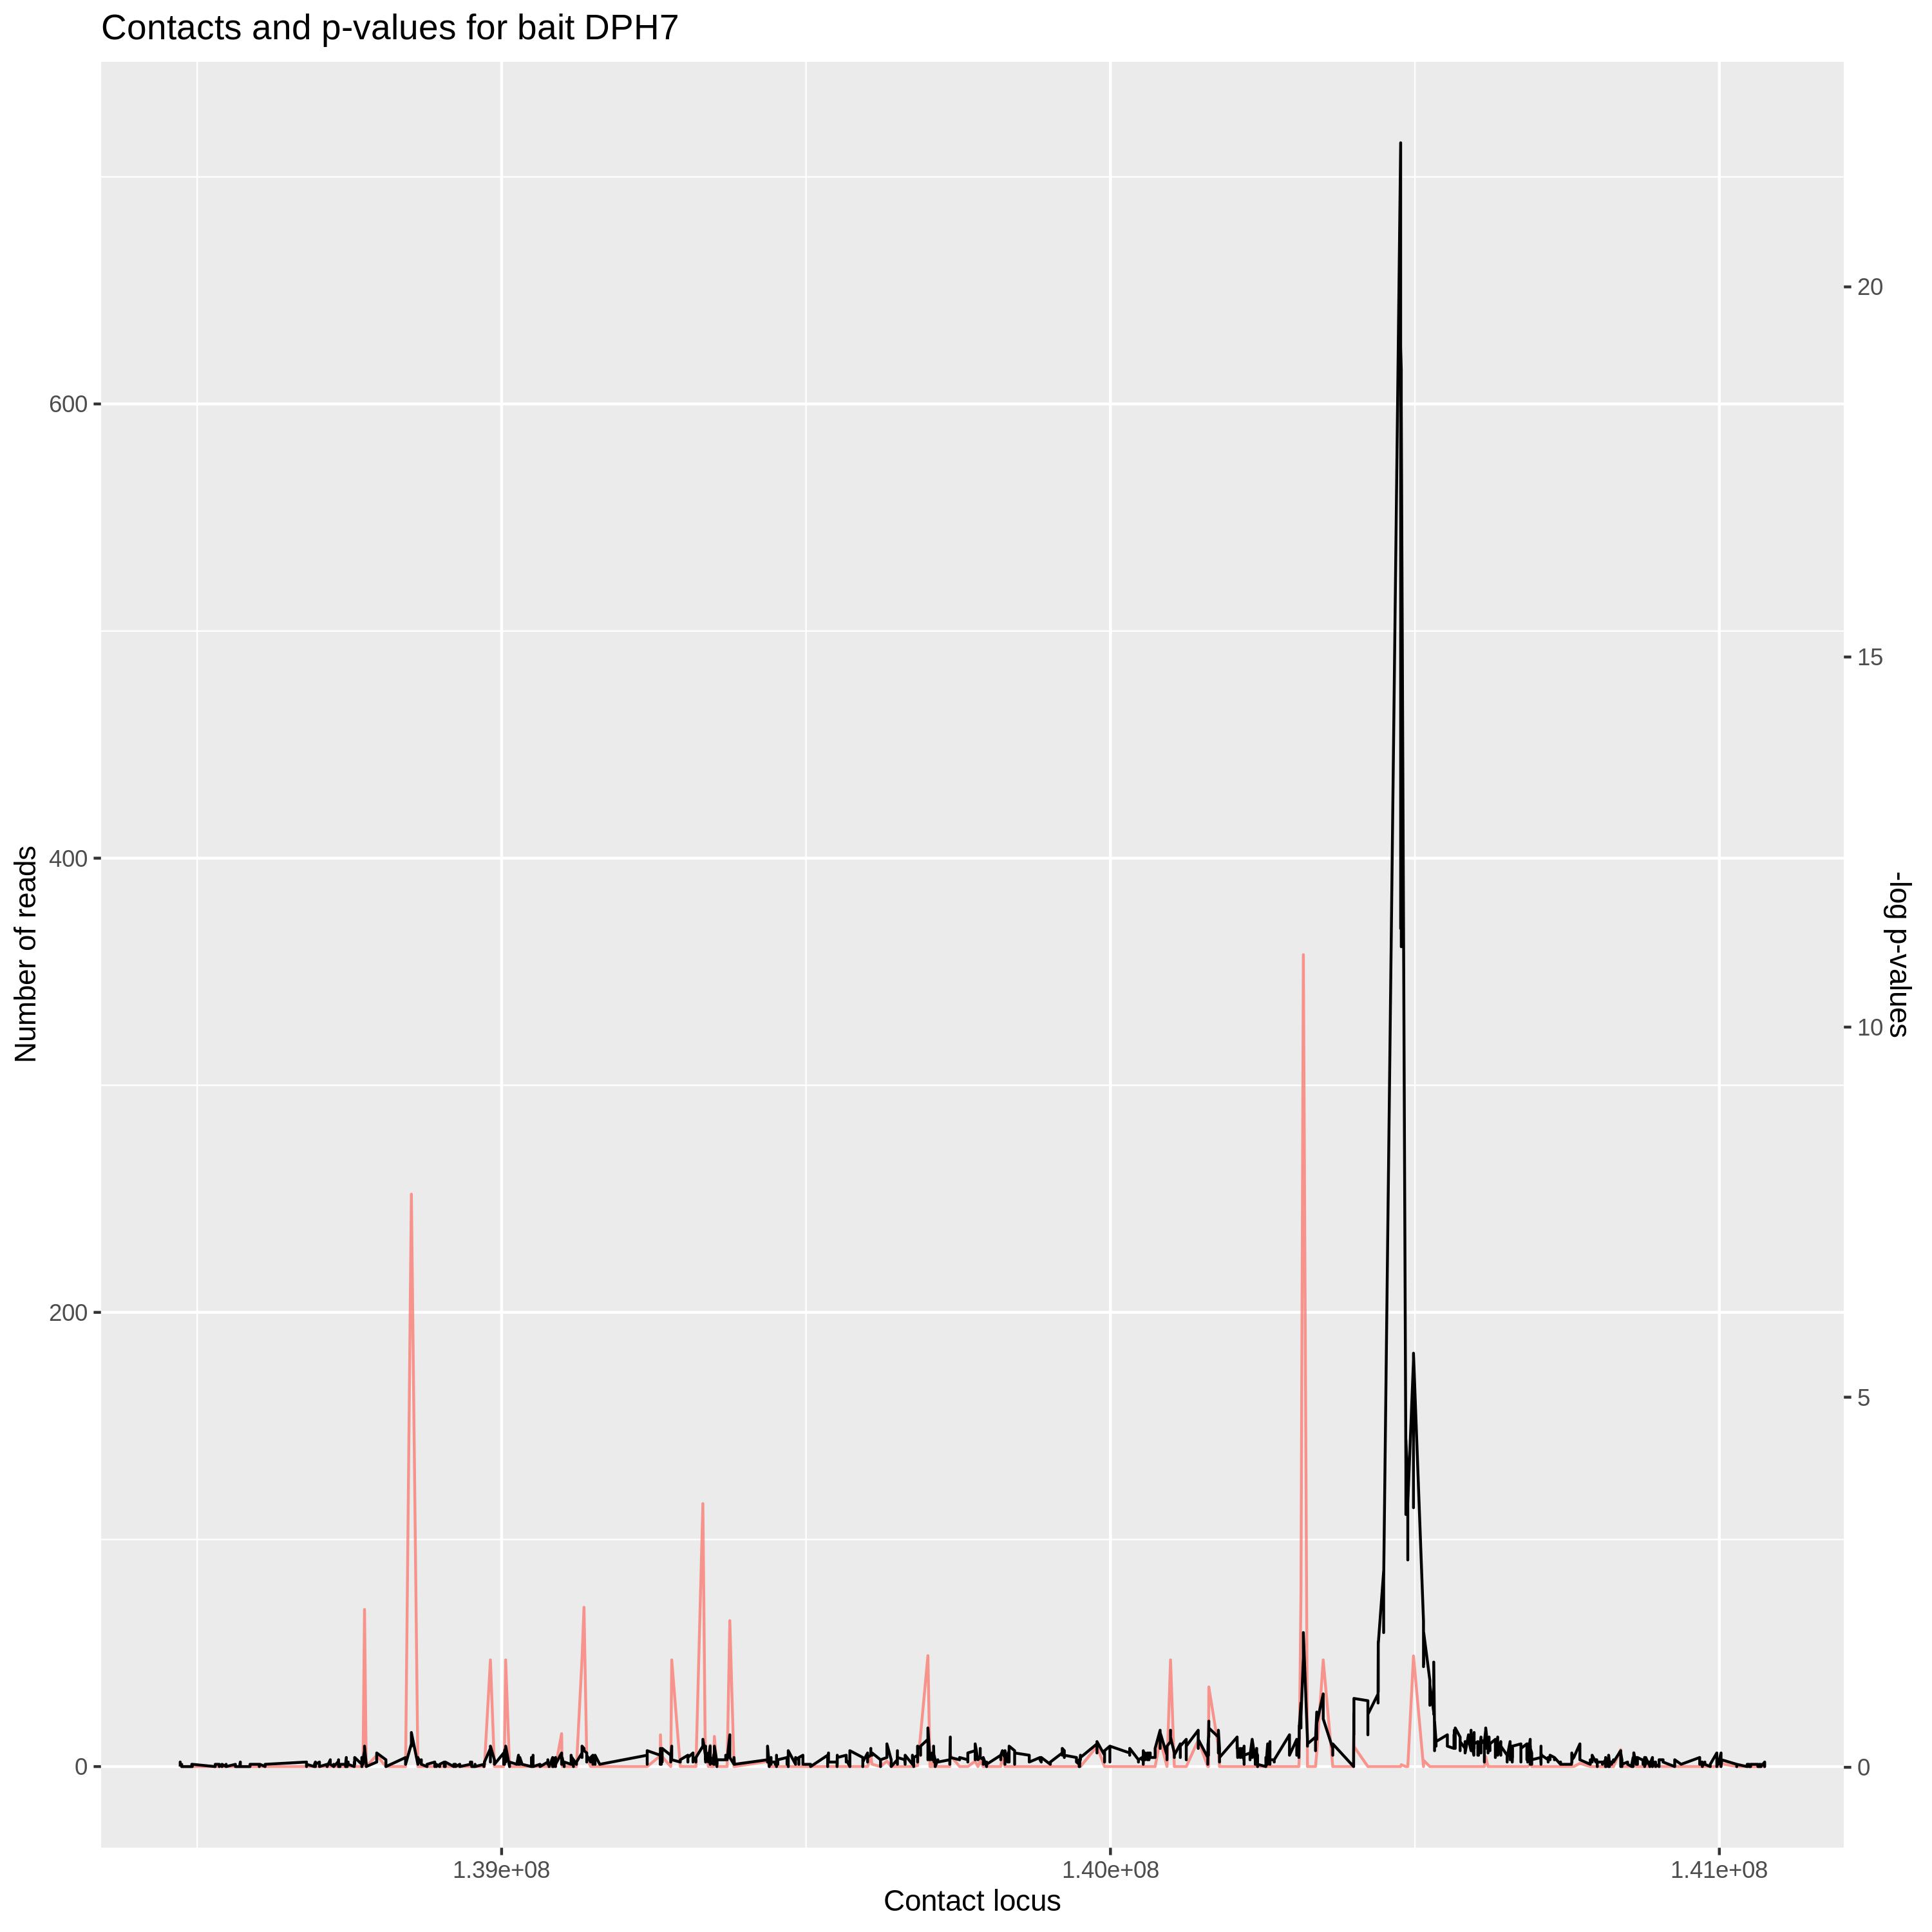 Contacts and p-values for bait DPH7
600
400
200
0
20
15
10
5
0
Number of reads
-log p-values
1.39e+08
1.40e+08
1.41e+08
Contact locus